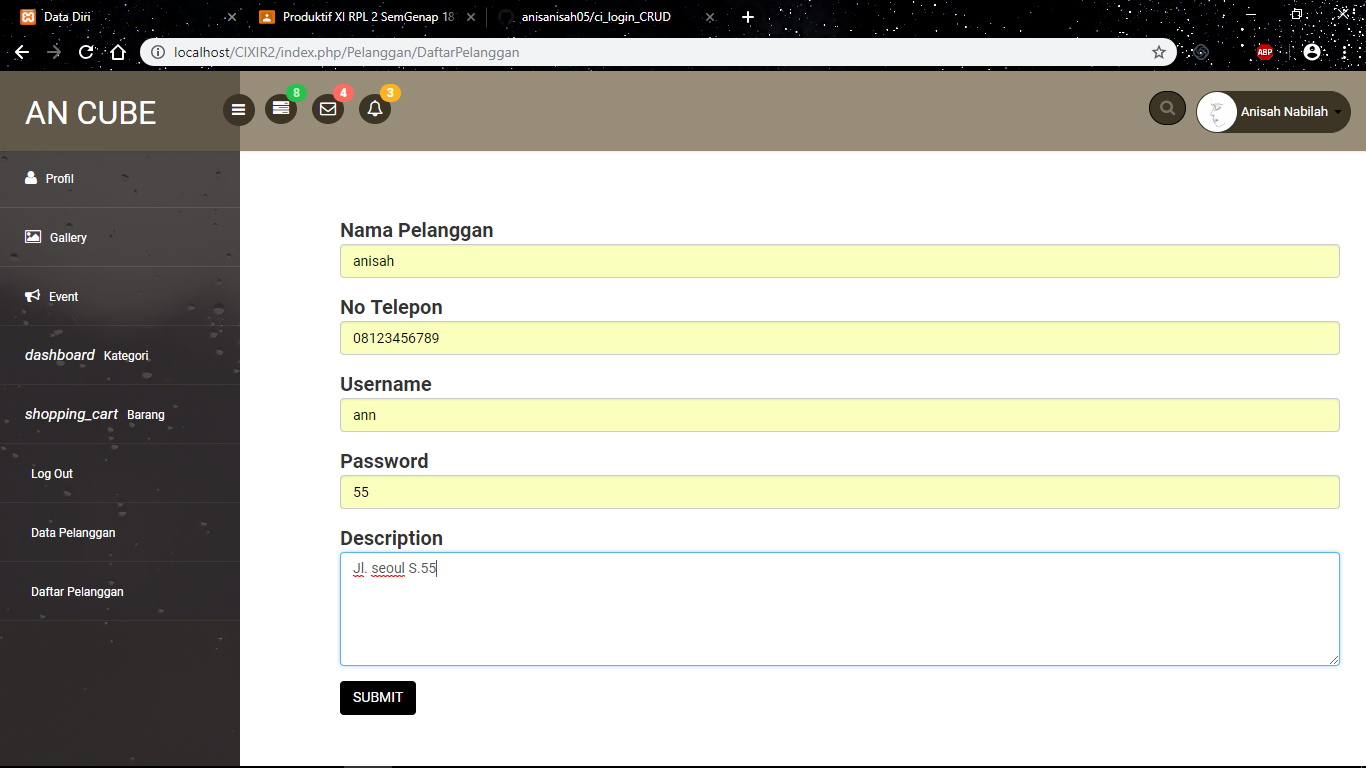 Data Diri
Produktif XI RPL 2 SemGenap 18
anisanisah05/ci_login_CRUD
localhost/CIXIR2/index.php/Pelanggan/DaftarPelanggan
ABP
AN CUBE
8
4
3
Anisah Nabilah
Profil
Gallery
Event
dashboard Kategori
shopping_cart Barang
Log Out
Data Pelanggan
Daftar Pelanggan
Nama Pelanggan
anisah
No Telepon
08123456789
Username
ann
Password
55
Description
Jl. seoul S.55
SUBMIT